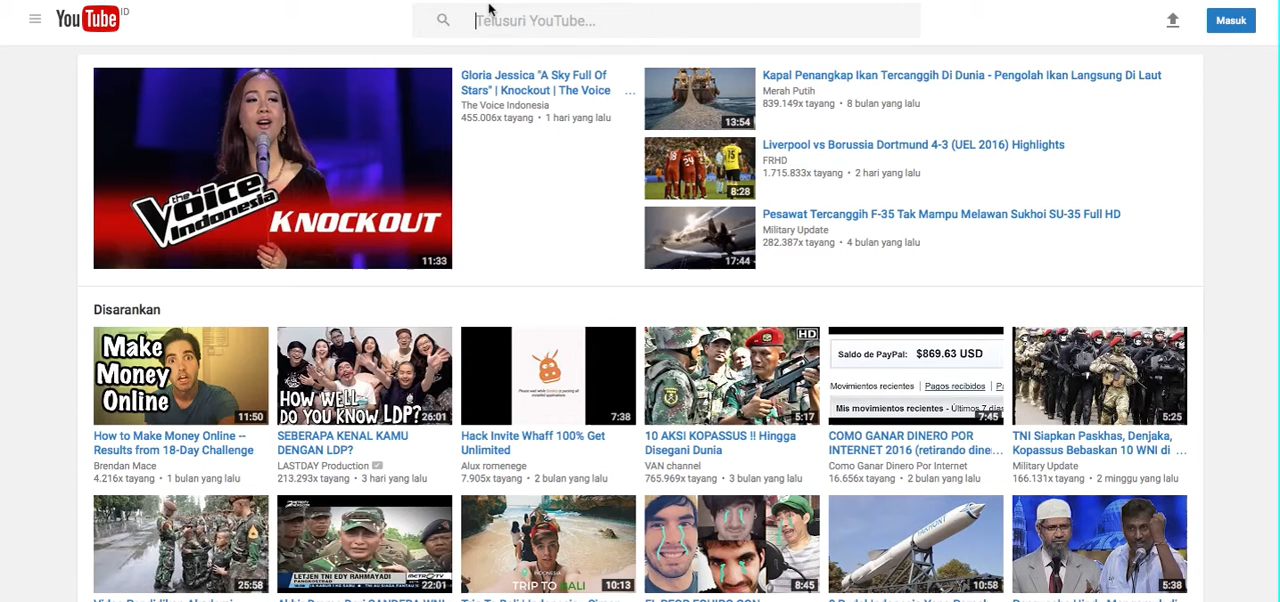 YouTube ID
Telusuri YouTube...
Masuk
The Voice Indonesia
KNOCKOUT
11:33
Gloria Jessica "A Sky Full Of
Stars" | Knockout | The Voice ...
The Voice Indonesia
455.006x tayang • 1 hari yang lalu
13:54
Kapal Penangkap Ikan Tercanggih Di Dunia - Pengolah Ikan Langsung Di Laut
Merah Putih
839.149x tayang • 8 bulan yang lalu
8:28
Liverpool vs Borussia Dortmund 4-3 (UEL 2016) Highlights
FRHD
1.715.833x tayang • 2 hari yang lalu
17:44
Pesawat Tercanggih F-35 Tak Mampu Melawan Sukhoi SU-35 Full HD
Military Update
282.387x tayang • 4 bulan yang lalu
Disarankan
Make
Money
Online
11:50
How to Make Money Online --
Results from 18-Day Challenge
Brendan Mace
4.216x tayang • 1 bulan yang lalu
HOW WELL
DO YOU KNOW LDP?
26:01
SEBERAPA KENAL KAMU
DENGAN LDP?
LASTDAY Production
213.293x tayang • 3 hari yang lalu
7:38
Hack Invite Whaff 100% Get
Unlimited
Alux romenege
7.905x tayang • 2 bulan yang lalu
HD
5:17
10 AKSI KOPASSUS !! Hingga
Disegani Dunia
VAN channel
765.969x tayang • 3 bulan yang lalu
Saldo de PayPal: $869.63 USD
Movimientos recientes | Pagos recibidos |
Mis movimientos recientes - Últimos 7 días
7:45
COMO GANAR DINERO POR
INTERNET 2016 (retirando dine...
Como Ganar Dinero Por Internet
16.656x tayang • 2 bulan yang lalu
5:25
TNI Siapkan Paskhas, Denjaka,
Kopassus Bebaskan 10 WNI di ...
Military Update
166.131x tayang • 2 minggu yang lalu
25:58
LETJEN TNI EDY RAHMAYADI
PANGKOSTRAD
METRO TV
22:01
INDONESIA
TRIP TO BALI
10:13
8:45
10:58
5:38